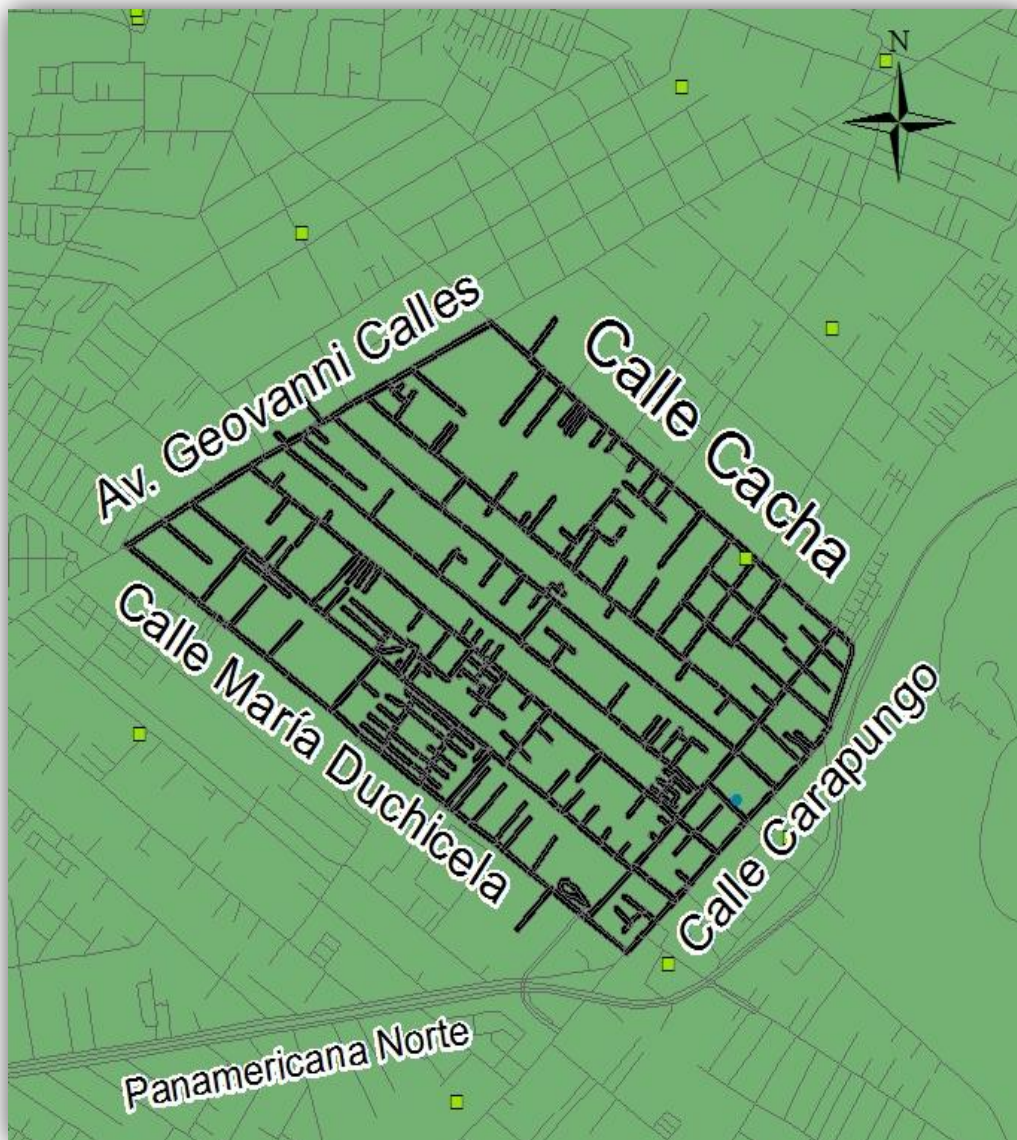 N
Av. Geovanni Calles
Calle Cacha
Calle María Duchicela
Calle Carapungo
Panamericana Norte